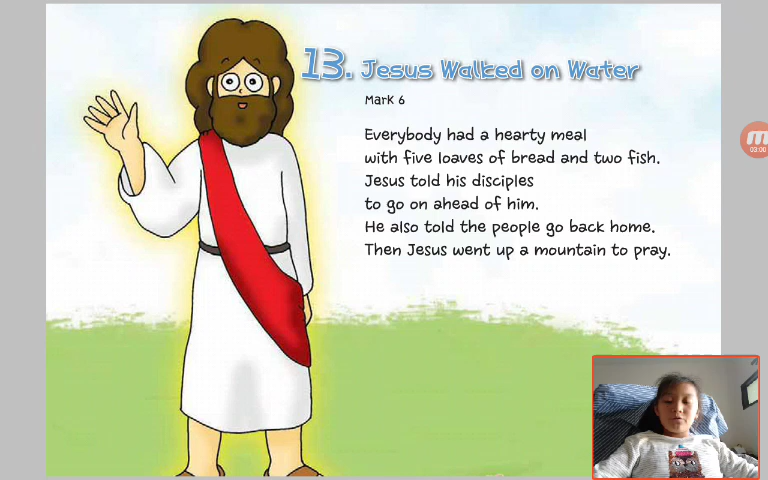 13. Jesus Walked on Water
Mark 6
Everybody had a hearty meal
with five loaves of bread and two fish.
Jesus told his disciples
to go on ahead of him.
He also told the people go back home.
Then Jesus went up a mountain to pray.
03:00